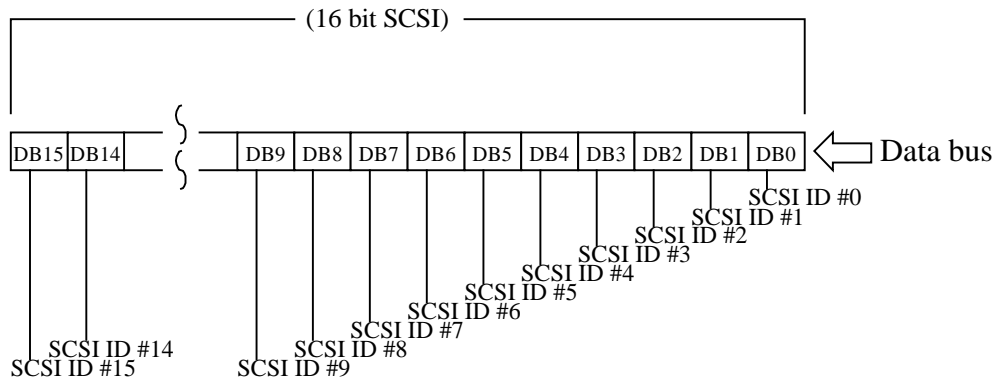 (16 bit SCSI)
DB15 DB14 DB9 DB8 DB7 DB6 DB5 DB4 DB3 DB2 DB1 DB0 Data bus
SCSI ID #0
SCSI ID #1
SCSI ID #2
SCSI ID #3
SCSI ID #4
SCSI ID #5
SCSI ID #6
SCSI ID #7
SCSI ID #14 SCSI ID #8
SCSI ID #15 SCSI ID #9